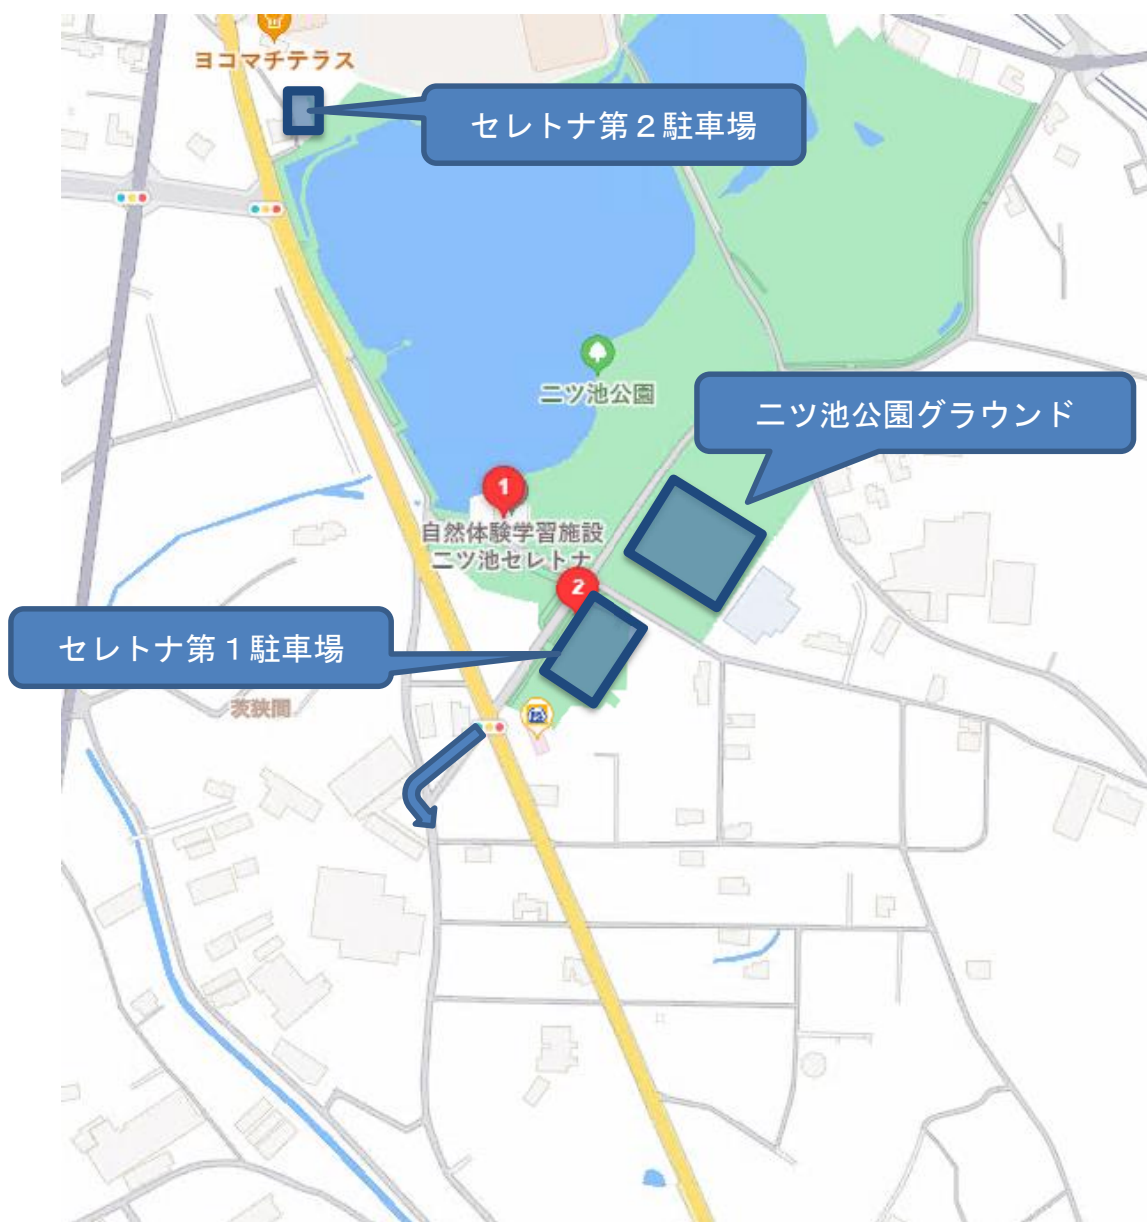 ヨコマチテラス
セレトナ第２駐車場
二ツ池公園
二ツ池公園グラウンド
1
自然体験学習施設
二ツ池セレトナ
2
セレトナ第１駐車場
茨狭間